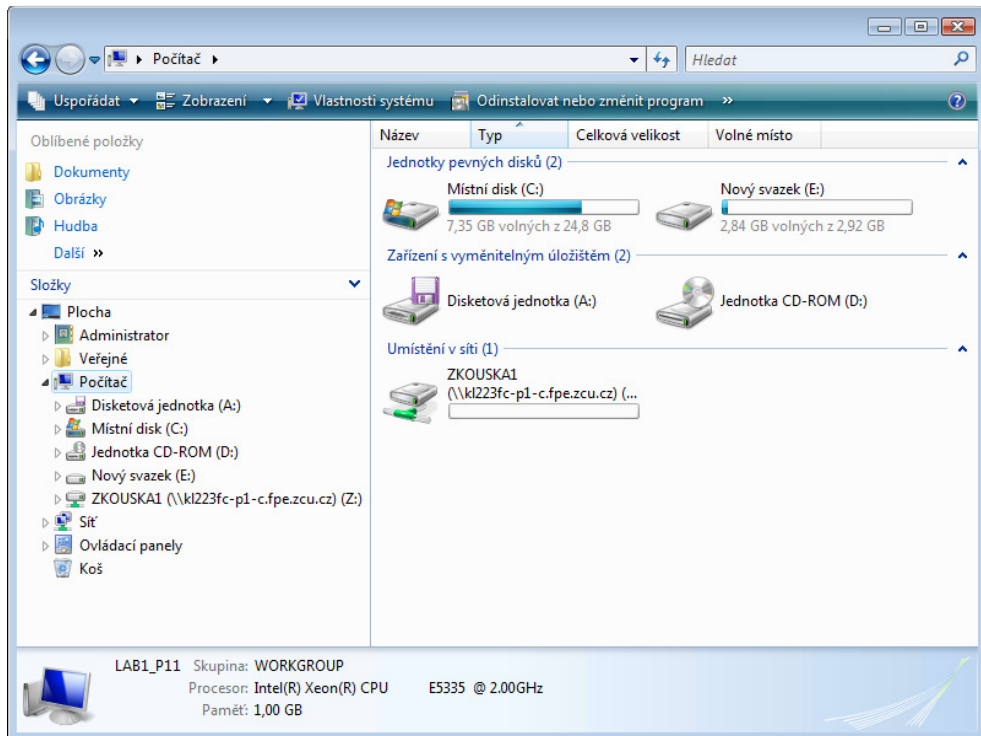 Počítač
Hledat
Uspořádat Zobrazení Vlastnosti systému Odinstalovat nebo změnit program »
Oblíbené položky
Dokumenty
Obrázky
Hudba
Další »
Složky
Plocha
Administrator
Veřejné
Počítač
Disketová jednotka (A:)
Místní disk (C:)
Jednotka CD-ROM (D:)
Nový svazek (E:)
ZKOUSKA1 (\\kl223fc-p1-c.fpe.zcu.cz) (Z:)
Síť
Ovládací panely
Koš
Název Typ Celková velikost Volné místo
Jednotky pevných disků (2)
Místní disk (C:)
7,35 GB volných z 24,8 GB
Nový svazek (E:)
2,84 GB volných z 2,92 GB
Zařízení s vyměnitelným úložištěm (2)
Disketová jednotka (A:)
Jednotka CD-ROM (D:)
Umístění v síti (1)
ZKOUSKA1
(\\kl223fc-p1-c.fpe.zcu.cz) (...
LAB1_P11 Skupina: WORKGROUP
Procesor: Intel(R) Xeon(R) CPU E5335 @ 2.00GHz
Paměť: 1,00 GB